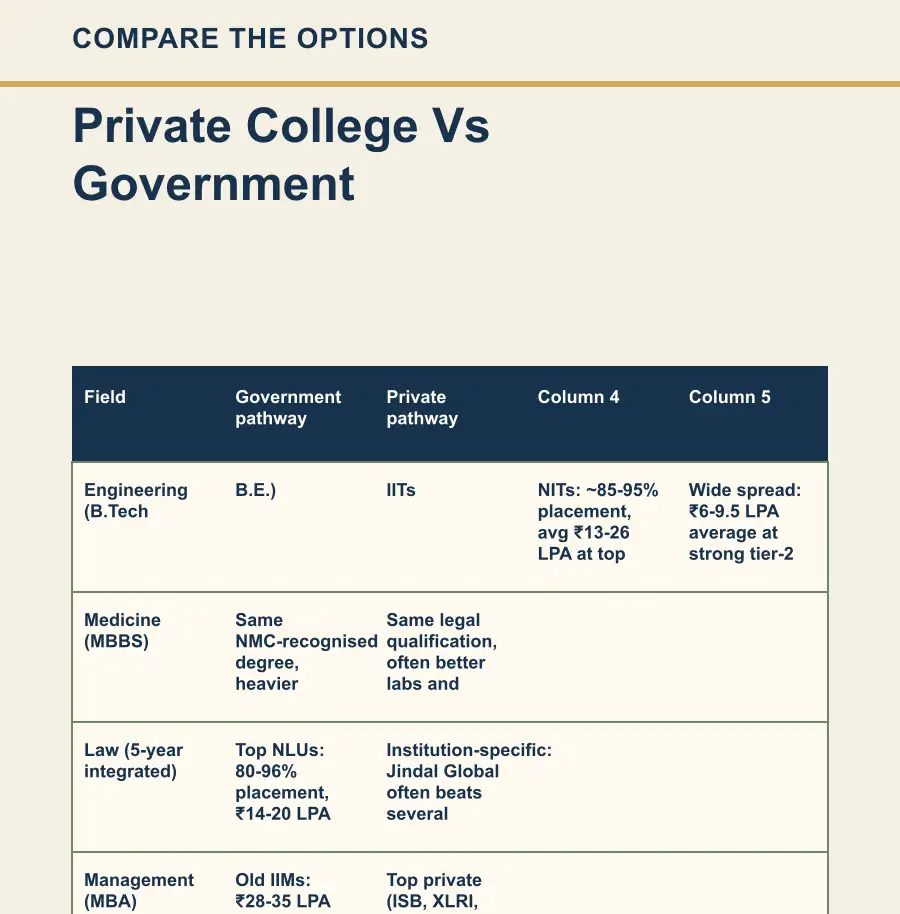 COMPARE THE OPTIONS
Private College Vs
Government
Field
Government
pathway
Private
pathway
Column 4
Column 5
Engineering
(B.Tech
B.E.)
IITs
NITs: ~85-95%
placement,
avg ₹13-26
LPA at top
Wide spread:
₹6-9.5 LPA
average at
strong tier-2
Medicine
(MBBS)
Same
NMC-recognised
degree,
heavier
Same legal
qualification,
often better
labs and
Law (5-year
integrated)
Top NLUs:
80-96%
placement,
₹14-20 LPA
Institution-specific:
Jindal Global
often beats
several
Management
(MBA)
Old IIMs:
₹28-35 LPA
Top private
(ISB, XLRI,